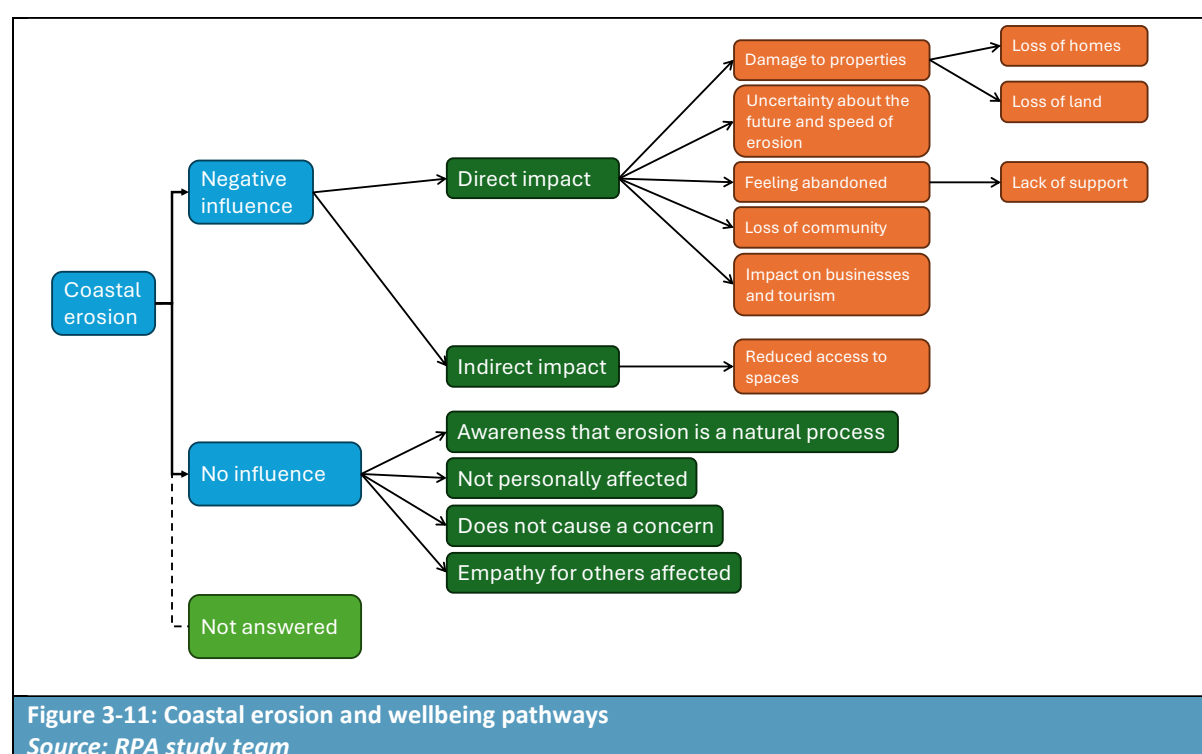 Coastal
erosion
Negative
influence
Direct impact
Damage to properties
Loss of homes
Loss of land
Uncertainty about the
future and speed of
erosion
Feeling abandoned
Lack of support
Loss of community
Impact on businesses
and tourism
Indirect impact
Reduced access to
spaces
No influence
Awareness that erosion is a natural process
Not personally affected
Does not cause a concern
Empathy for others affected
Not answered
Figure 3-11: Coastal erosion and wellbeing pathways
Source: RPA study team